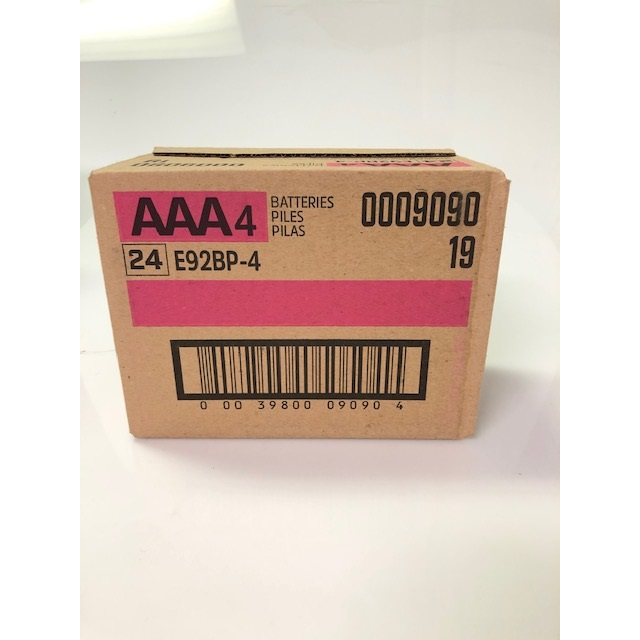 AAA4
BATTERIES
PILES
PILAS
0009090
19
24 E92BP-4
0 00 39800 09090 4